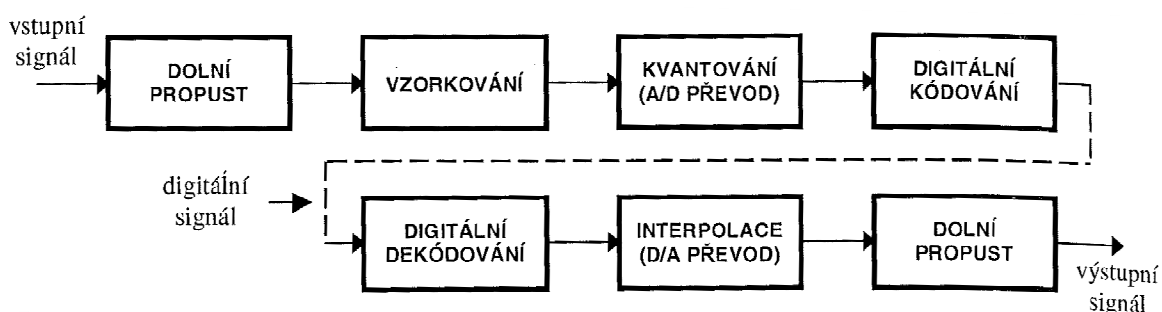 vstupní
signál
DOLNÍ
PROPUST
VZORKOVÁNÍ
KVANTOVÁNÍ
(A/D PŘEVOD)
DIGITÁLNÍ
KÓDOVÁNÍ
digitální
signál
DIGITÁLNÍ
DEKÓDOVÁNÍ
INTERPOLACE
(D/A PŘEVOD)
DOLNÍ
PROPUST
výstupní
signál